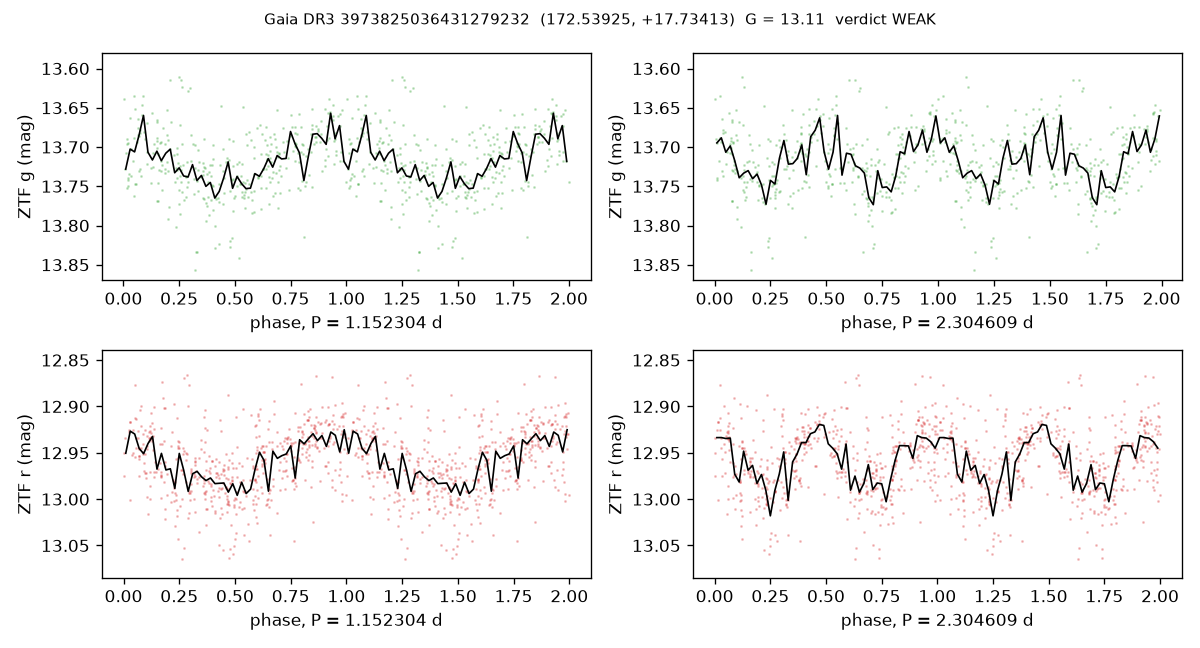 Gaia DR3 3973825036431279232  (172.53925, +17.73413)  G = 13.11  verdict WEAK
ZTF g (mag)
13.60
13.65
13.70
13.75
13.80
13.85
0.00 0.25 0.50 0.75 1.00 1.25 1.50 1.75 2.00
phase, P = 1.152304 d
ZTF g (mag)
13.60
13.65
13.70
13.75
13.80
13.85
0.00 0.25 0.50 0.75 1.00 1.25 1.50 1.75 2.00
phase, P = 2.304609 d
ZTF r (mag)
12.85
12.90
12.95
13.00
13.05
0.00 0.25 0.50 0.75 1.00 1.25 1.50 1.75 2.00
phase, P = 1.152304 d
ZTF r (mag)
12.85
12.90
12.95
13.00
13.05
0.00 0.25 0.50 0.75 1.00 1.25 1.50 1.75 2.00
phase, P = 2.304609 d